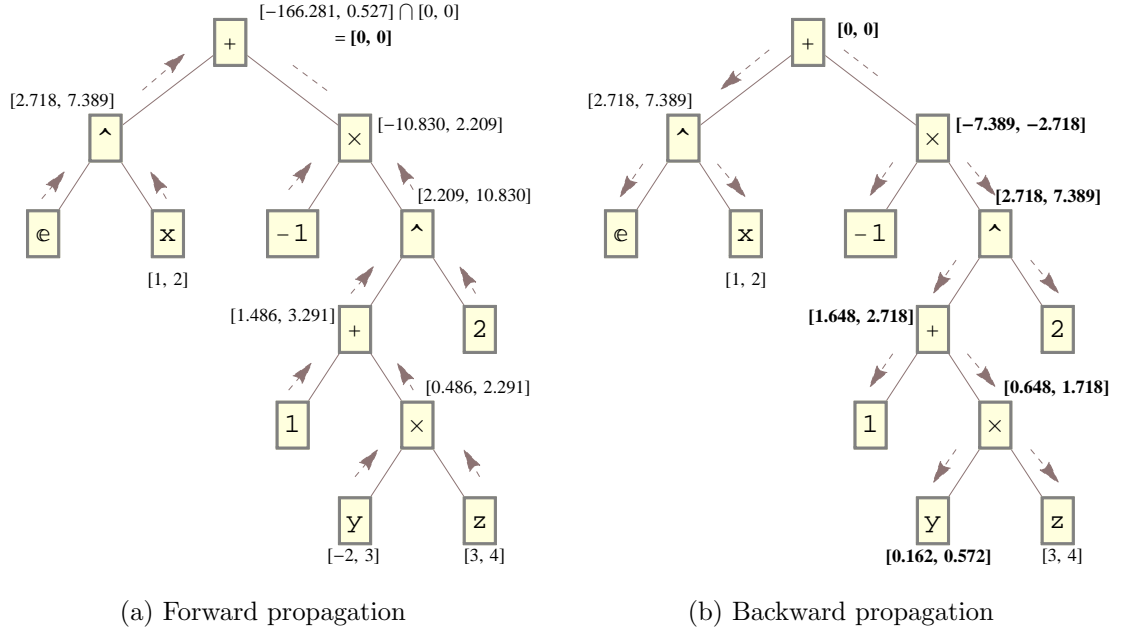 [−166.281, 0.527] ⋂ [0, 0]
= [0, 0]
+
[2.718, 7.389]
^
×
[−10.830, 2.209]
[2.209, 10.830]
e
x
−1
^
[1, 2]
[1.486, 3.291]
+
2
[0.486, 2.291]
1
×
y
z
[−2, 3]
[3, 4]
(a) Forward propagation
+
[0, 0]
[2.718, 7.389]
^
×
[−7.389, −2.718]
[2.718, 7.389]
e
x
−1
^
[1, 2]
[1.648, 2.718]
+
2
[0.648, 1.718]
1
×
y
z
[0.162, 0.572]
[3, 4]
(b) Backward propagation